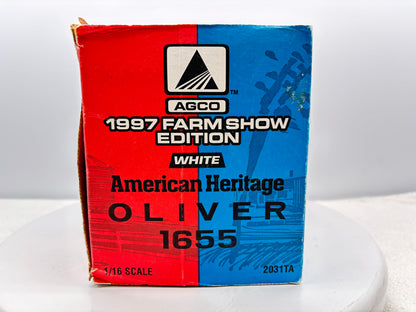 TM
AGCO
1997 FARM SHOW
EDITION
WHITE
American Heritage
OLIVER
1655
1/16 SCALE 2031TA